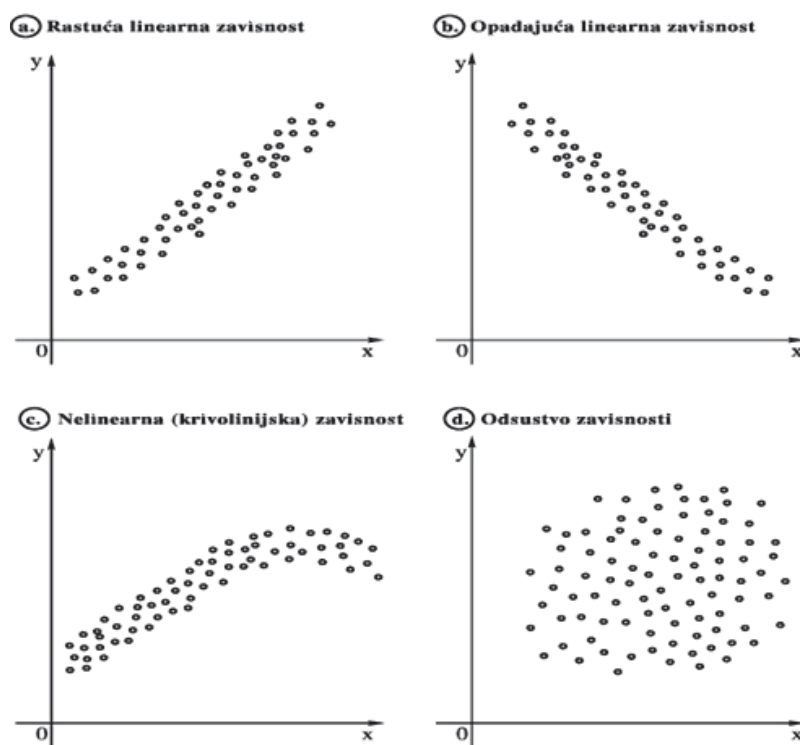 a. Rastuća linearna zavisnost
y
0
x
b. Opadajuća linearna zavisnost
y
0
x
c. Nelinearna (krivolinijska) zavisnost
y
0
x
d. Odsustvo zavisnosti
y
0
x